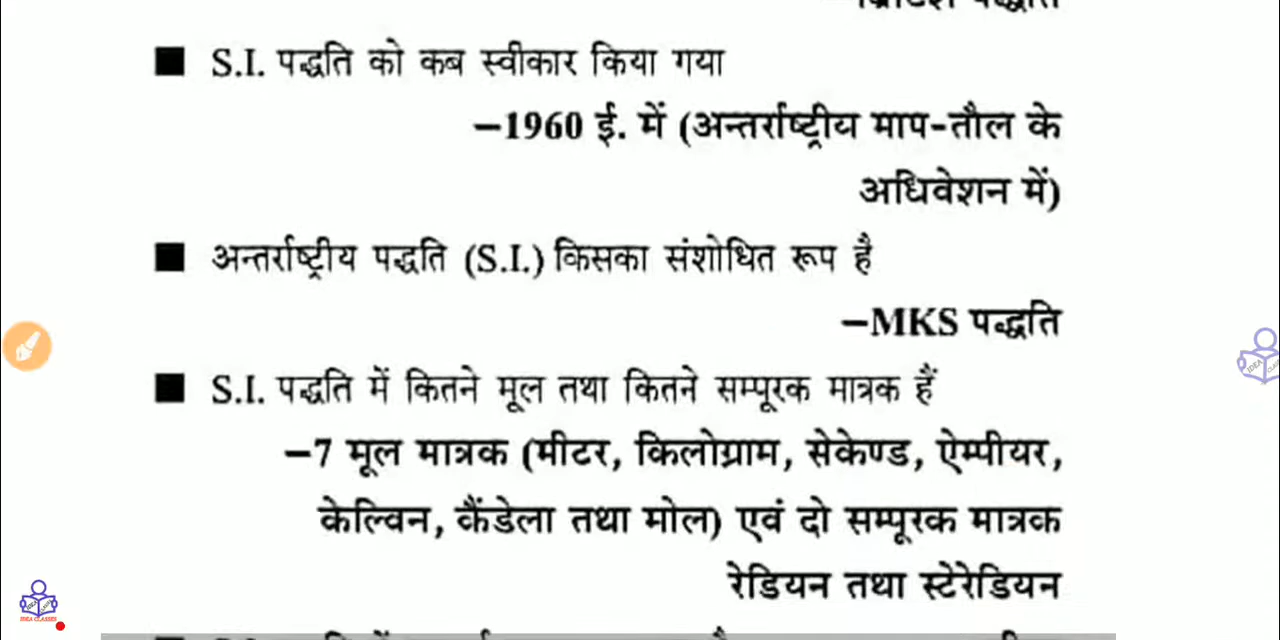 ■ S.I. पद्धति को कब स्वीकार किया गया
–1960 ई. में (अन्तर्राष्ट्रीय माप-तौल के
अधिवेशन में)
■ अन्तर्राष्ट्रीय पद्धति (S.I.) किसका संशोधित रूप है
–MKS पद्धति
■ S.I. पद्धति में कितने मूल तथा कितने सम्पूरक मात्रक हैं
–7 मूल मात्रक (मीटर, किलोग्राम, सेकेण्ड, ऐम्पीयर,
केल्विन, कैंडेला तथा मोल) एवं दो सम्पूरक मात्रक
रेडियन तथा स्टेरेडियन
IDEA CLASSES